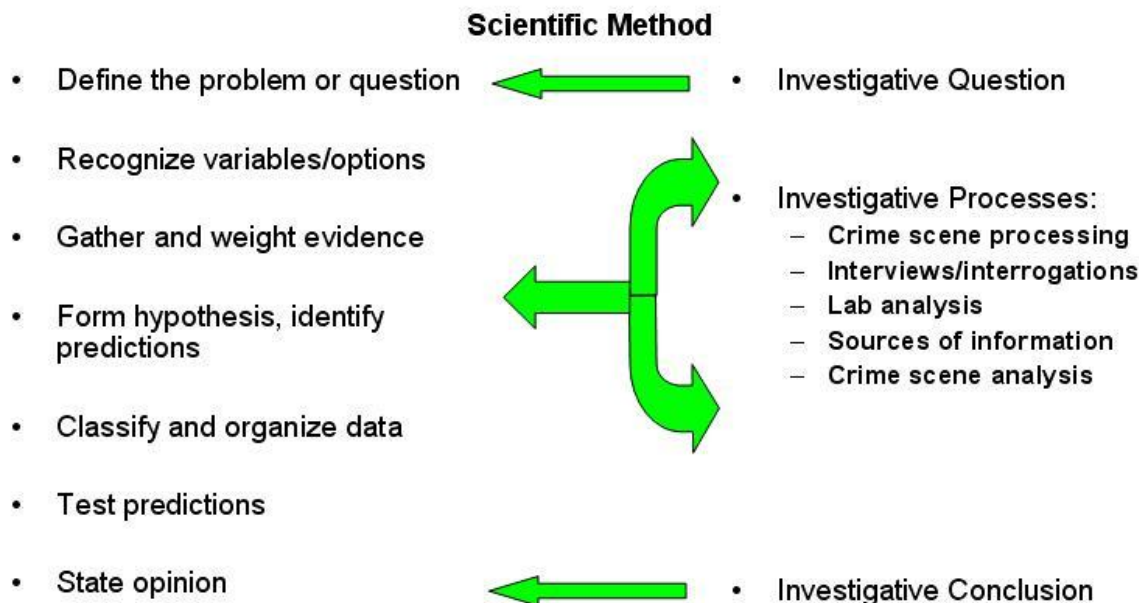 Scientific Method
• Define the problem or question
• Recognize variables/options
• Gather and weight evidence
• Form hypothesis, identify
predictions
• Classify and organize data
• Test predictions
• State opinion
• Investigative Question
• Investigative Processes:
– Crime scene processing
– Interviews/interrogations
– Lab analysis
– Sources of information
– Crime scene analysis
• Investigative Conclusion